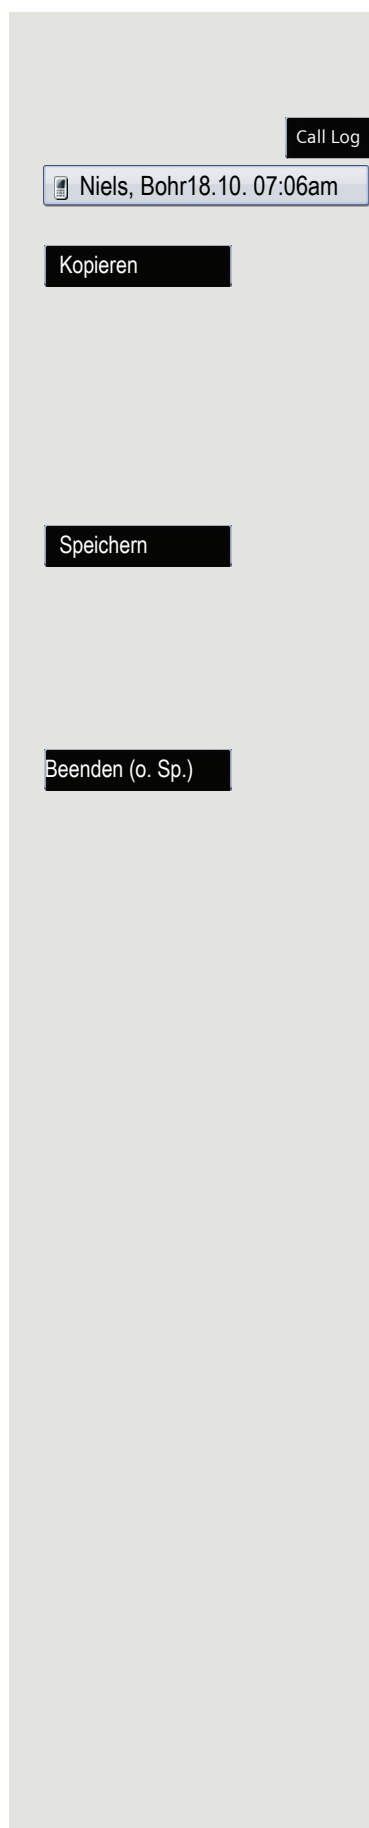 Call Log
Niels, Bohr18.10. 07:06am
Kopieren
Speichern
Beenden (o. Sp.)